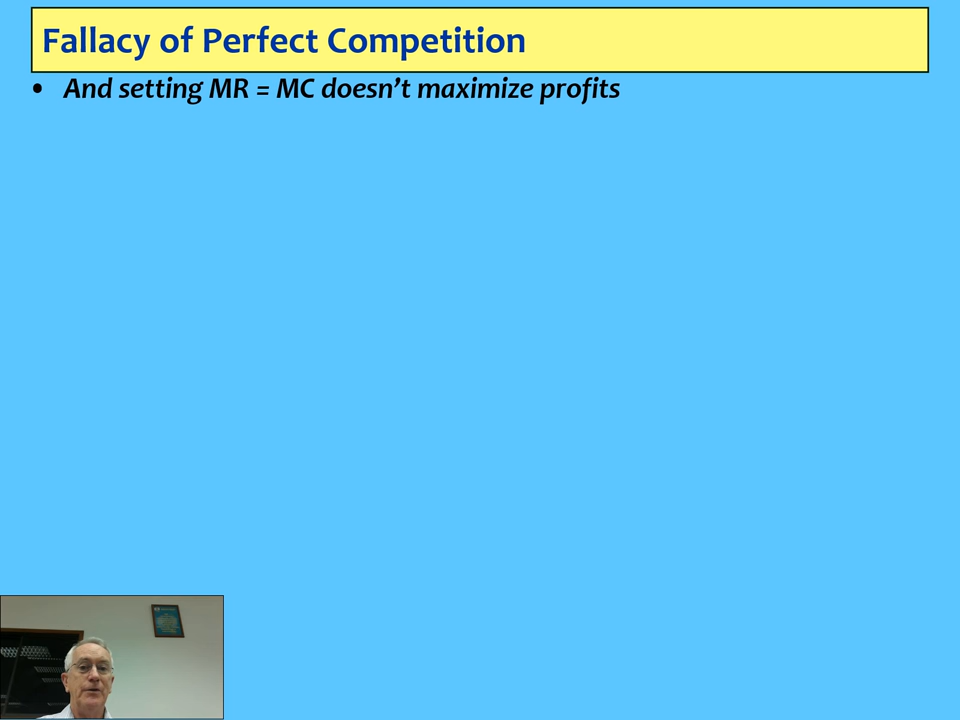 Fallacy of Perfect Competition
• And setting MR = MC doesn’t maximize profits